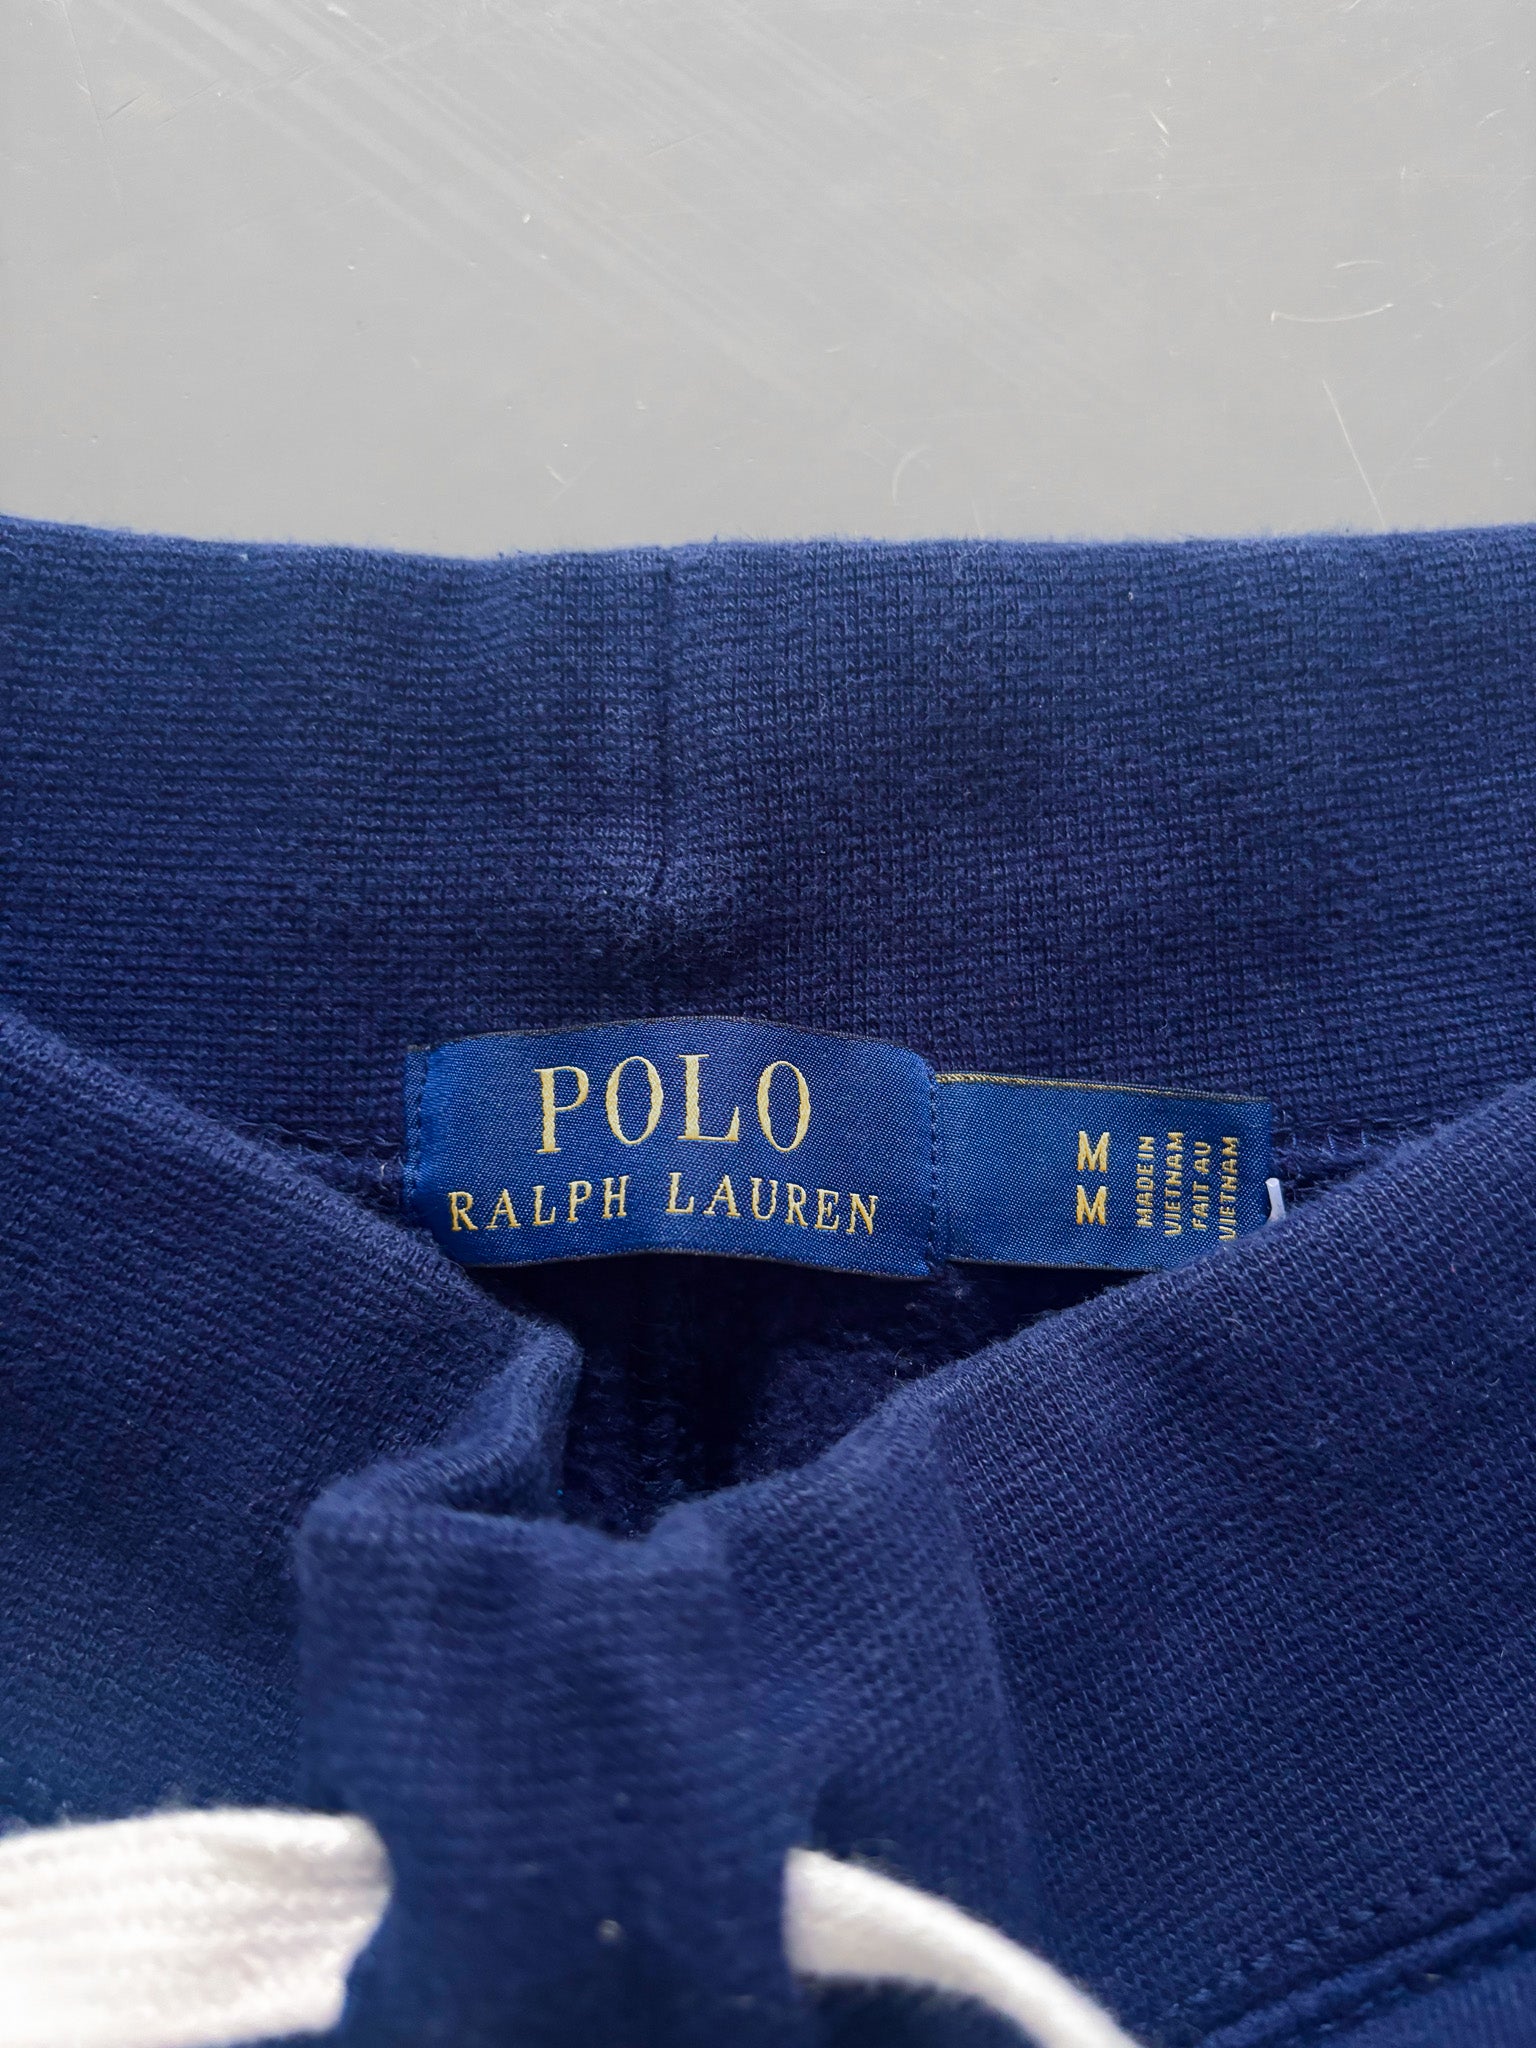 POLO
RALPH LAUREN
M
M
MADE IN
VIETNAM
FAIT AU
VIETNAM